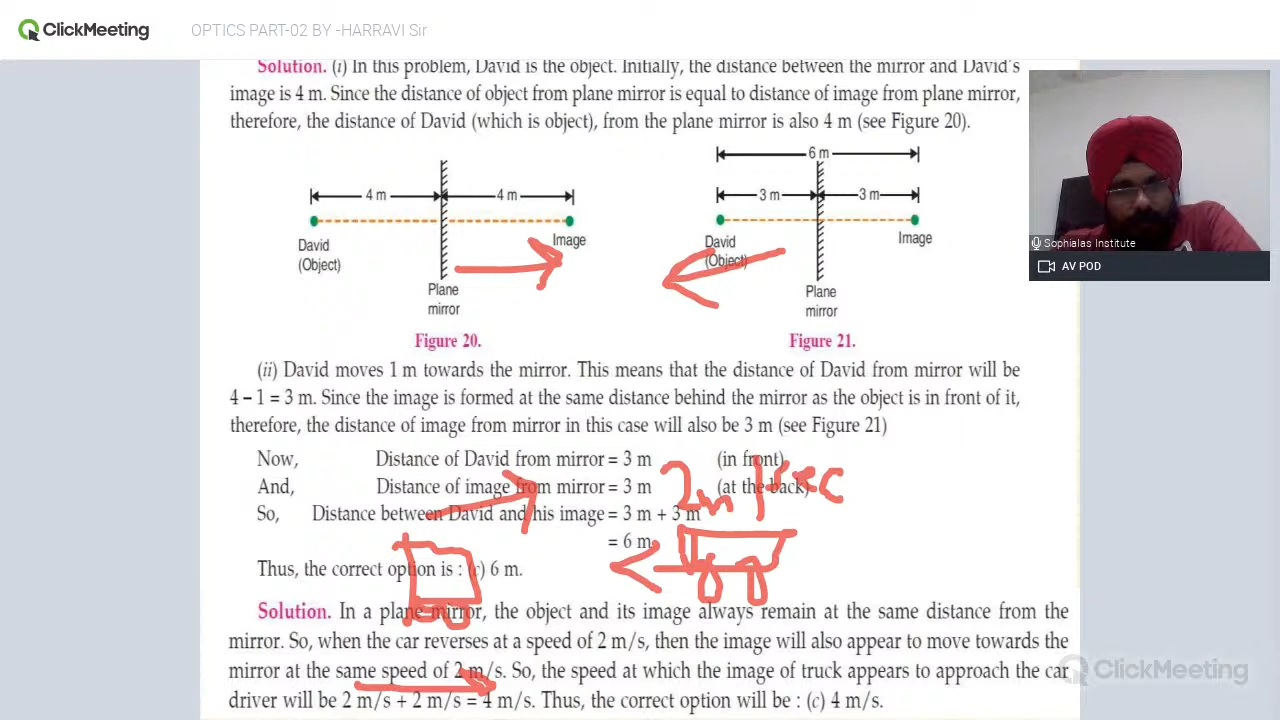 ClickMeeting OPTICS PART-02 BY -HARRAVI Sir
Solution. (i) In this problem, David is the object. Initially, the distance between the mirror and David's
image is 4 m. Since the distance of object from plane mirror is equal to distance of image from plane mirror,
therefore, the distance of David (which is object), from the plane mirror is also 4 m (see Figure 20).
6 m
4 m 4 m 3 m 3 m
David (Object) Image David (Object) Image
Plane mirror Plane mirror
Figure 20. Figure 21.
Sophialas Institute
AV POD
(ii) David moves 1 m towards the mirror. This means that the distance of David from mirror will be
4 – 1 = 3 m. Since the image is formed at the same distance behind the mirror as the object is in front of it,
therefore, the distance of image from mirror in this case will also be 3 m (see Figure 21)
Now, Distance of David from mirror = 3 m (in front)
And, Distance of image from mirror = 3 m (at the back)
2m/sec
So, Distance between David and his image = 3 m + 3 m
= 6 m
Thus, the correct option is : (c) 6 m.
Solution. In a plane mirror, the object and its image always remain at the same distance from the
mirror. So, when the car reverses at a speed of 2 m/s, then the image will also appear to move towards the
mirror at the same speed of 2 m/s. So, the speed at which the image of truck appears to approach the car
driver will be 2 m/s + 2 m/s = 4 m/s. Thus, the correct option will be : (c) 4 m/s.
ClickMeeting